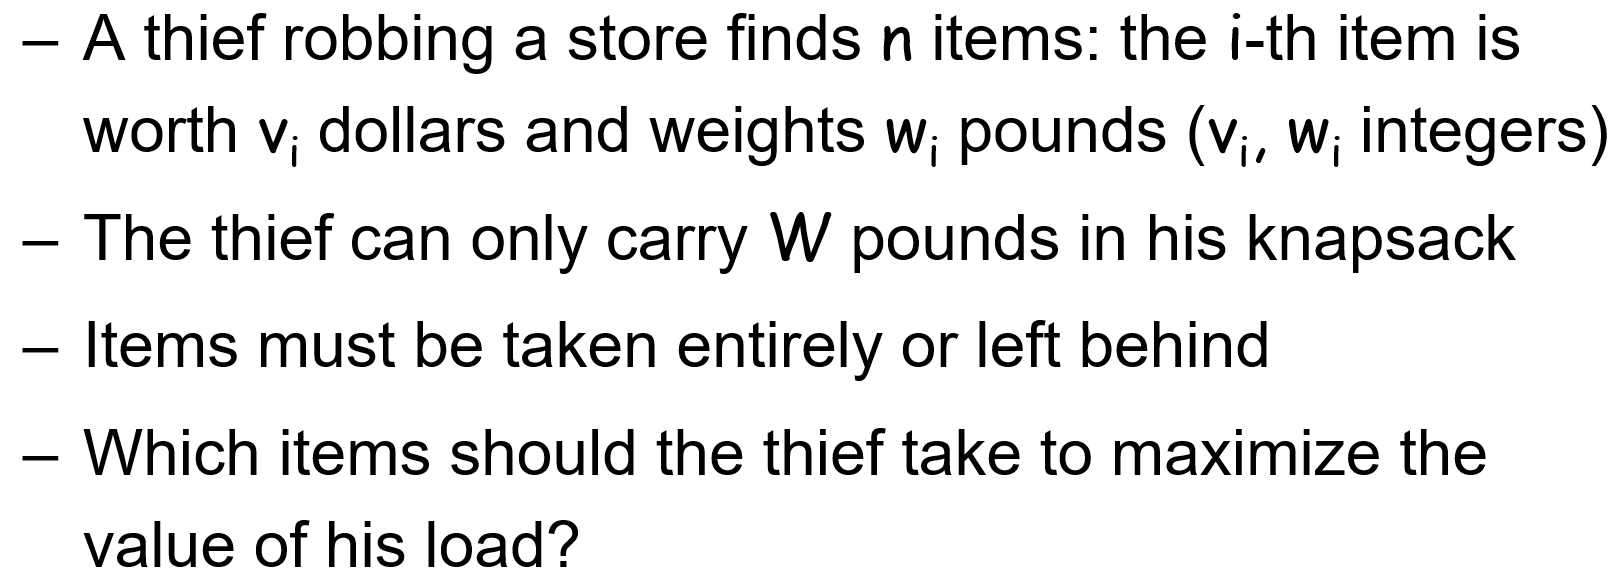 – A thief robbing a store finds n items: the i-th item is
worth vᵢ dollars and weights wᵢ pounds (vᵢ, wᵢ integers)
– The thief can only carry W pounds in his knapsack
– Items must be taken entirely or left behind
– Which items should the thief take to maximize the
value of his load?